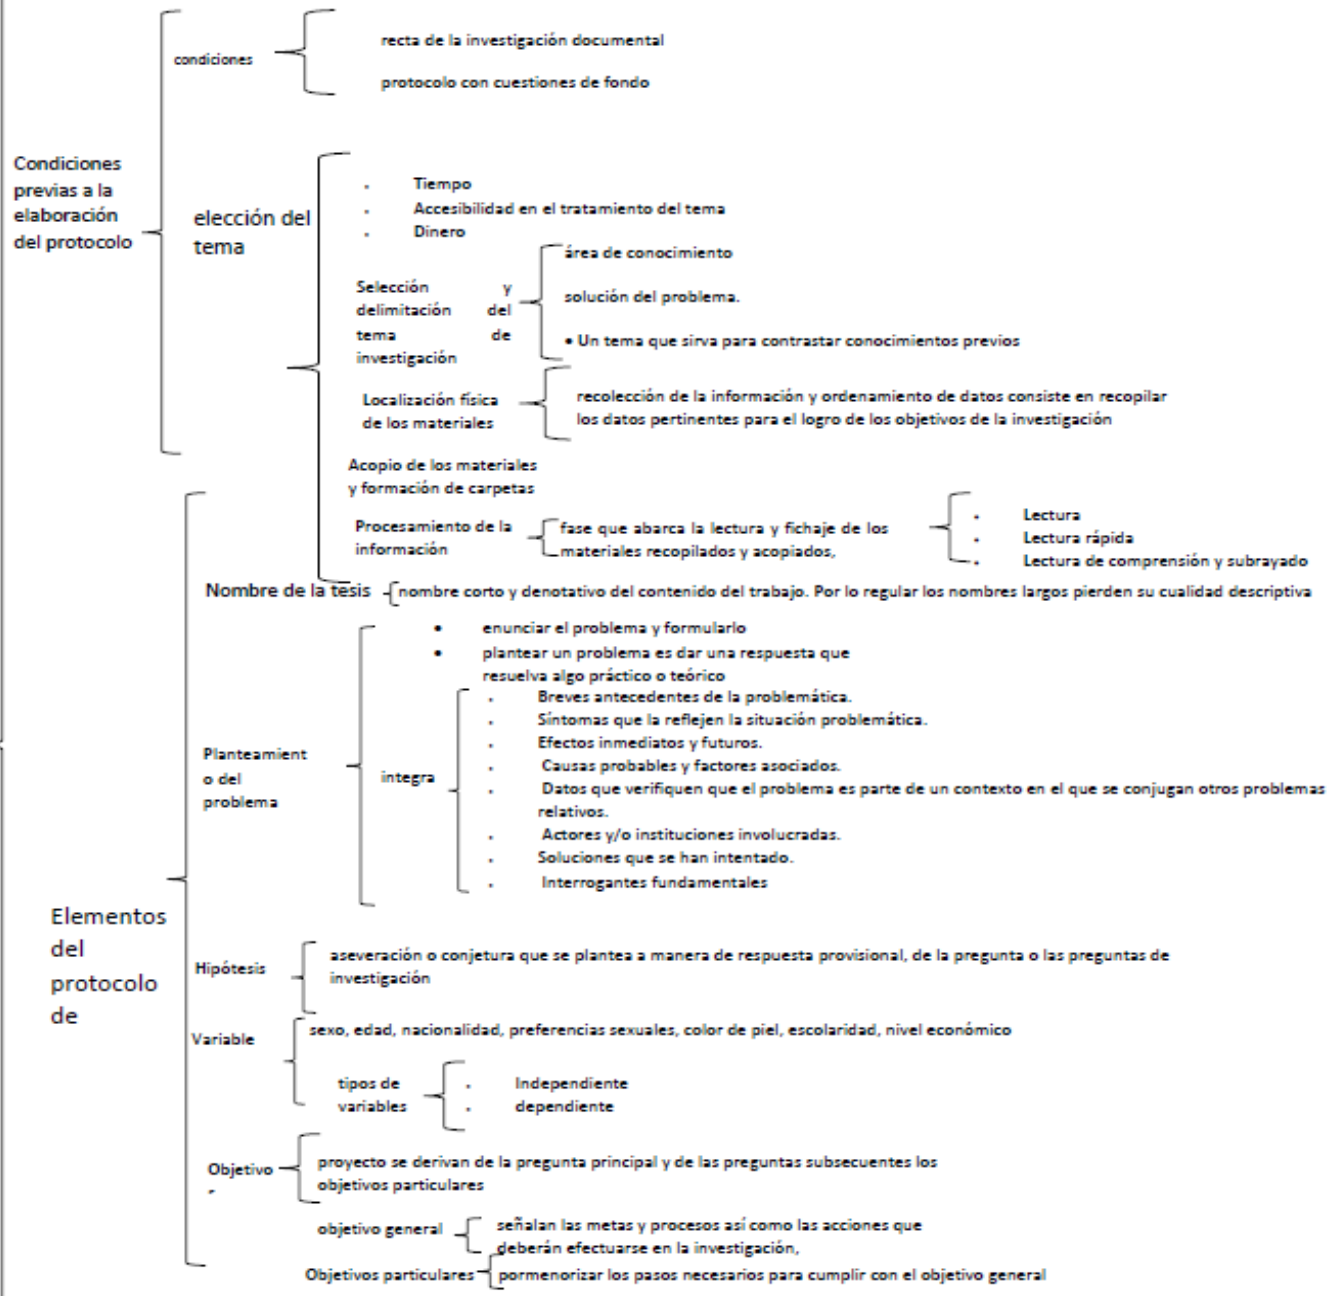 condiciones
recta de la investigación documental
protocolo con cuestiones de fondo
Condiciones
previas a la
elaboración
del protocolo
elección del
tema
. Tiempo
. Accesibilidad en el tratamiento del tema
. Dinero
Selección y
delimitación del
tema de
investigación
área de conocimiento
solución del problema.
• Un tema que sirva para contrastar conocimientos previos
Localización física
de los materiales
recolección de la información y ordenamiento de datos consiste en recopilar
los datos pertinentes para el logro de los objetivos de la investigación
Acopio de los materiales
y formación de carpetas
Procesamiento de la
información
fase que abarca la lectura y fichaje de los
materiales recopilados y acopiados,
. Lectura
. Lectura rápida
. Lectura de comprensión y subrayado
Nombre de la tesis
nombre corto y denotativo del contenido del trabajo. Por lo regular los nombres largos pierden su cualidad descriptiva
Elementos
del
protocolo
de
Planteamient
o del
problema
• enunciar el problema y formularlo
• plantear un problema es dar una respuesta que
resuelva algo práctico o teórico
integra
. Breves antecedentes de la problemática.
. Síntomas que la reflejen la situación problemática.
. Efectos inmediatos y futuros.
. Causas probables y factores asociados.
. Datos que verifiquen que el problema es parte de un contexto en el que se conjugan otros problemas
relativos.
. Actores y/o instituciones involucradas.
. Soluciones que se han intentado.
. Interrogantes fundamentales
Hipótesis
aseveración o conjetura que se plantea a manera de respuesta provisional, de la pregunta o las preguntas de
investigación
Variable
sexo, edad, nacionalidad, preferencias sexuales, color de piel, escolaridad, nivel económico
tipos de
variables
. Independiente
. dependiente
Objetivo
proyecto se derivan de la pregunta principal y de las preguntas subsecuentes los
objetivos particulares
objetivo general
señalan las metas y procesos así como las acciones que
deberán efectuarse en la investigación,
Objetivos particulares
pormenorizar los pasos necesarios para cumplir con el objetivo general